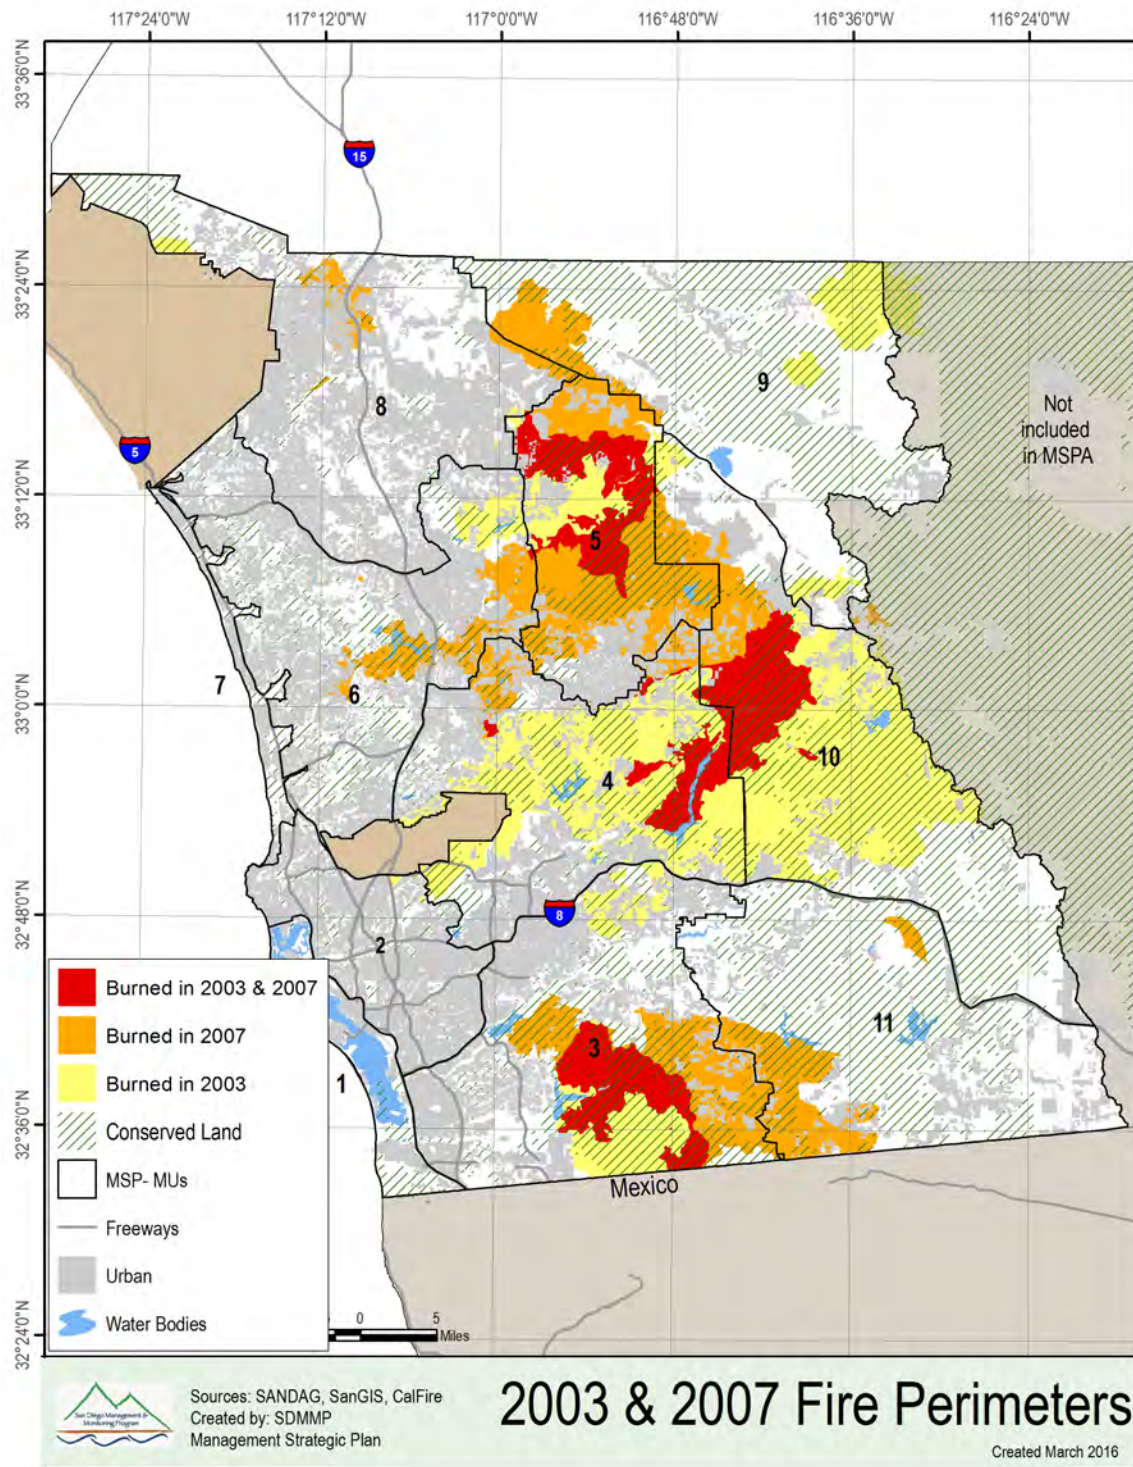 117°24'0"W 117°12'0"W 117°0'0"W 116°48'0"W 116°36'0"W 116°24'0"W
33°36'0"N
15
33°24'0"N
9
8
Not
included
in MSPA
5
33°12'0"N
5
7
6
33°0'0"N
10
4
32°48'0"N
8
2
Burned in 2003 & 2007
Burned in 2007
Burned in 2003
Conserved Land
MSP- MUs
Freeways
Urban
Water Bodies
11
3
1
32°36'0"N
Mexico
0 5
Miles
32°24'0"N
San Diego Management &
Monitoring Program
Sources: SANDAG, SanGIS, CalFire
Created by: SDMMP
Management Strategic Plan
2003 & 2007 Fire Perimeters
Created March 2016